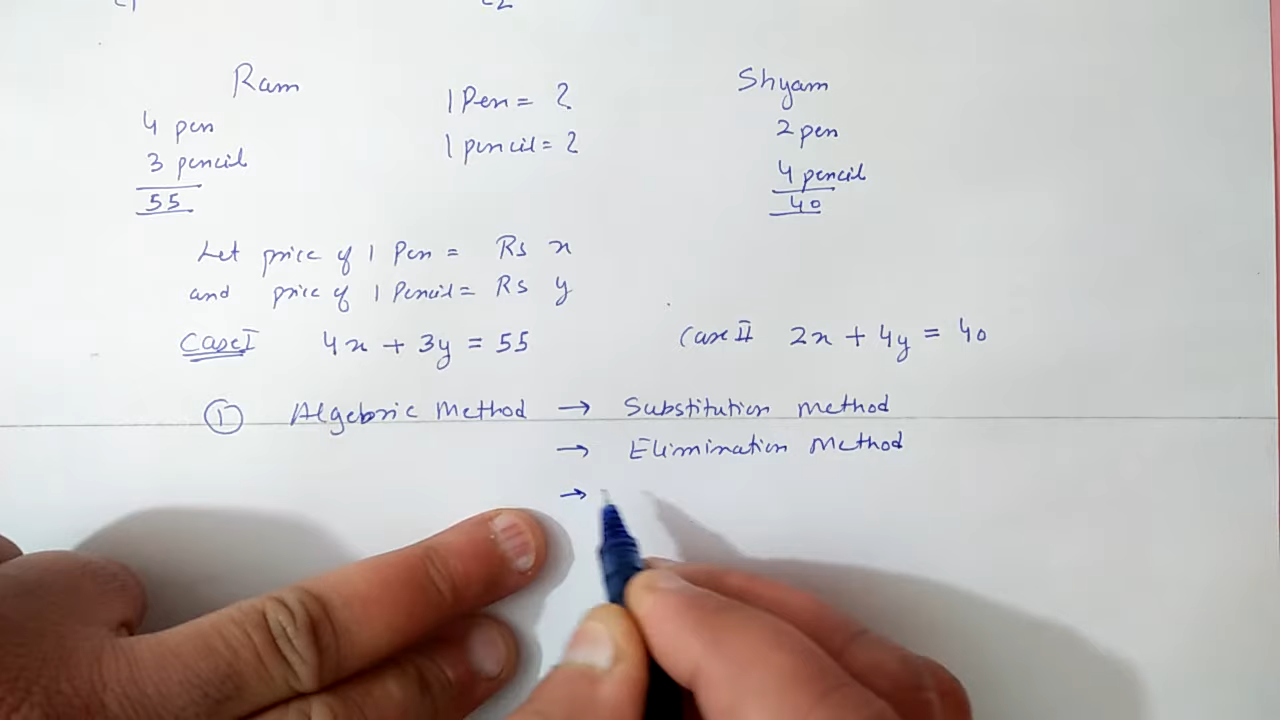 Ram
4 pen
3 pencil
55
1 Pen = 2
1 pencil = 2
Shyam
2 pen
4 pencil
40
Let price of 1 Pen = Rs x
and price of 1 Pencil = Rs y
Case I 4x + 3y = 55
Case II 2x + 4y = 40
① Algebric Method → Substitution method
→ Elimination Method
→